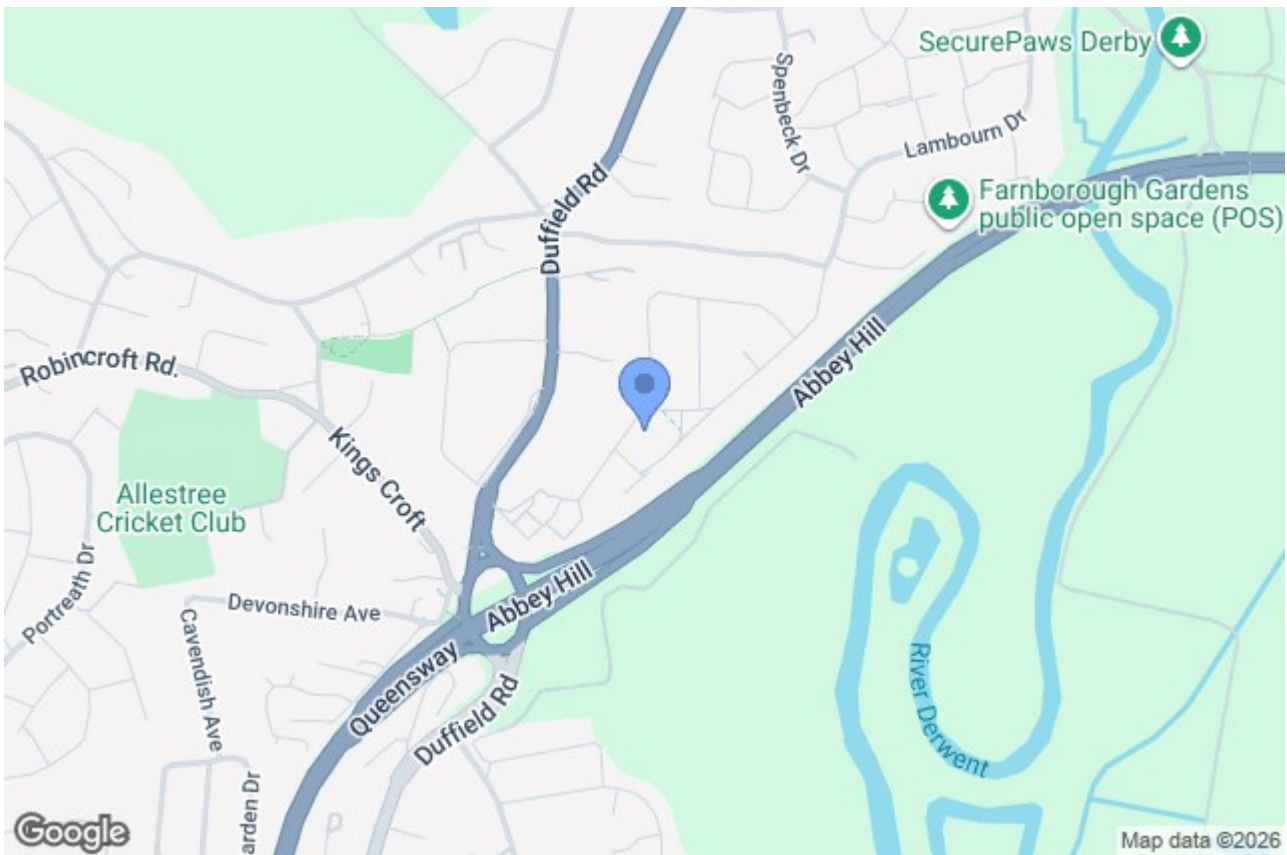 SecurePaws Derby
Spenbeck Dr
Lambourn Dr
Duffield Rd
Farnborough Gardens
public open space (POS)
Robincroft Rd.
Abbey Hill
Kings Croft
Allestree
Cricket Club
Portreath Dr
Devonshire Ave
Abbey Hill
Cavendish Ave
Queensway
Duffield Rd
River Derwent
arden Dr
Google
Map data ©2026